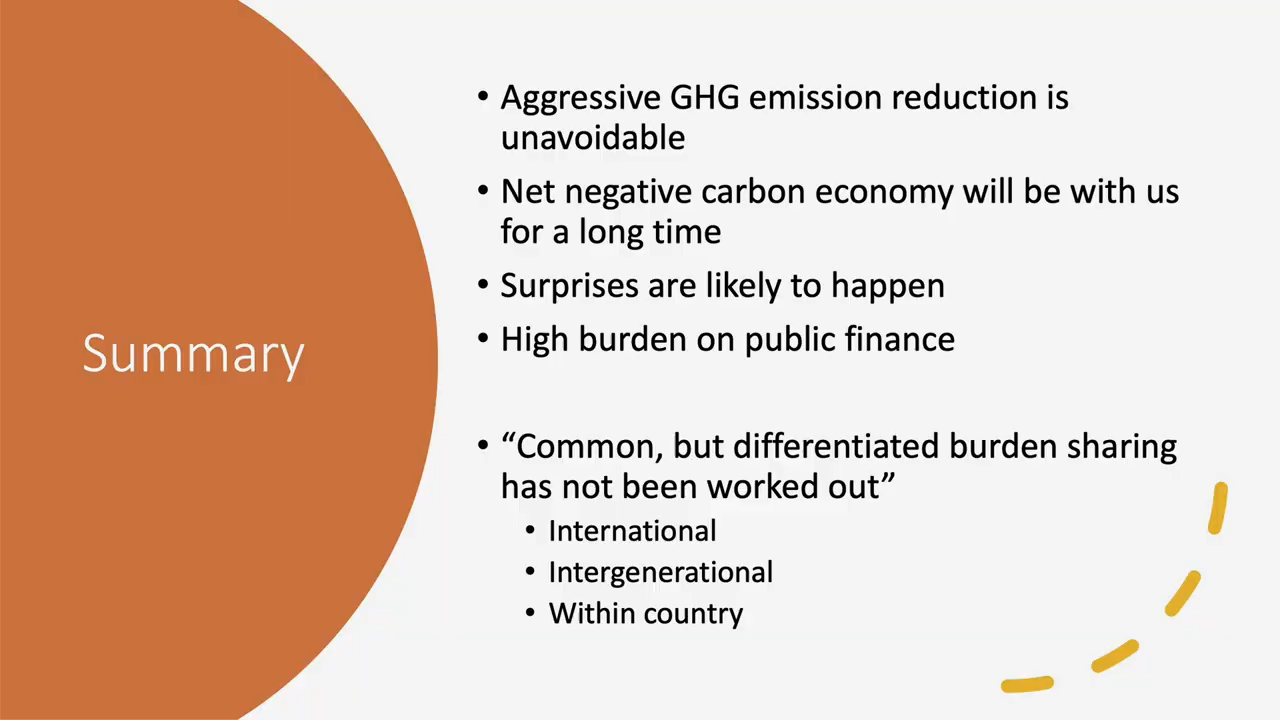 Summary
• Aggressive GHG emission reduction is
unavoidable
• Net negative carbon economy will be with us
for a long time
• Surprises are likely to happen
• High burden on public finance
• “Common, but differentiated burden sharing
has not been worked out”
• International
• Intergenerational
• Within country